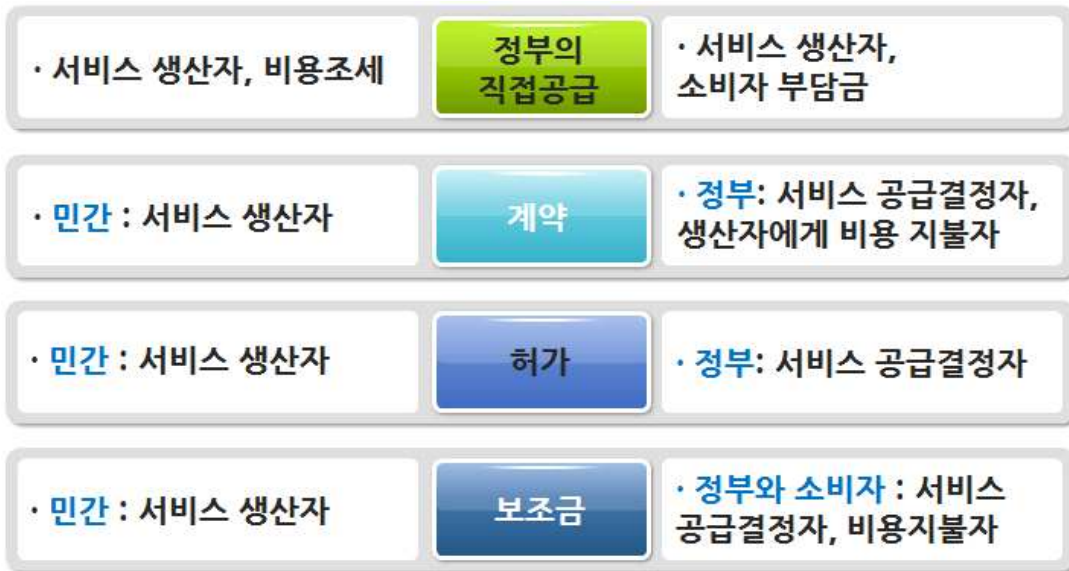 · 서비스 생산자, 비용조세
정부의
직접공급
· 서비스 생산자,
소비자 부담금
· 민간 : 서비스 생산자
계약
· 정부: 서비스 공급결정자,
생산자에게 비용 지불자
· 민간 : 서비스 생산자
허가
· 정부: 서비스 공급결정자
· 민간 : 서비스 생산자
보조금
· 정부와 소비자 : 서비스
공급결정자, 비용지불자